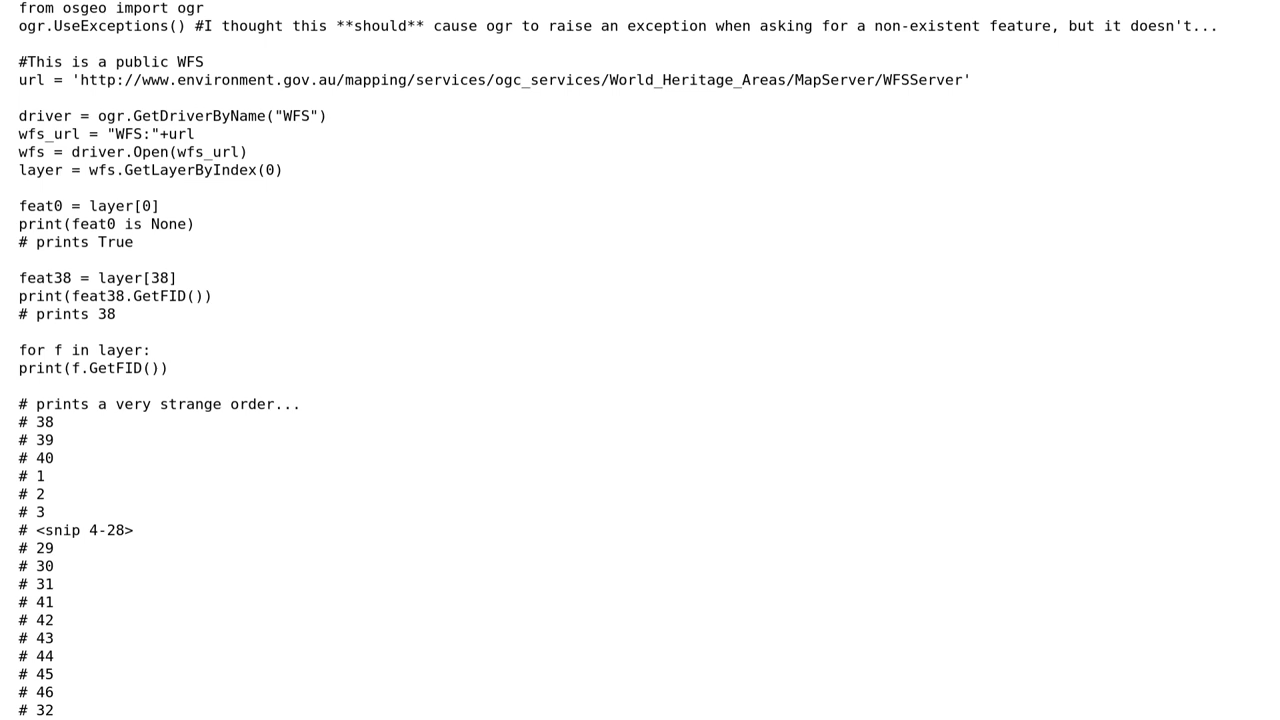 from osgeo import ogr
ogr.UseExceptions() #I thought this **should** cause ogr to raise an exception when asking for a non-existent feature, but it doesn't...
#This is a public WFS
url = 'http://www.environment.gov.au/mapping/services/ogc_services/World_Heritage_Areas/MapServer/WFSServer'
driver = ogr.GetDriverByName("WFS")
wfs_url = "WFS:"+url
wfs = driver.Open(wfs_url)
layer = wfs.GetLayerByIndex(0)
feat0 = layer[0]
print(feat0 is None)
# prints True
feat38 = layer[38]
print(feat38.GetFID())
# prints 38
for f in layer:
print(f.GetFID())
# prints a very strange order...
# 38
# 39
# 40
# 1
# 2
# 3
# <snip 4-28>
# 29
# 30
# 31
# 41
# 42
# 43
# 44
# 45
# 46
# 32